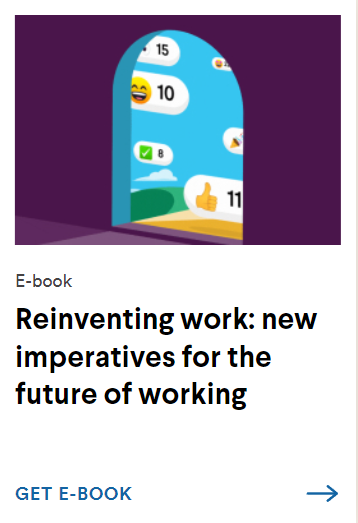 15
10
8
11
E-book
Reinventing work: new
imperatives for the
future of working
GET E-BOOK